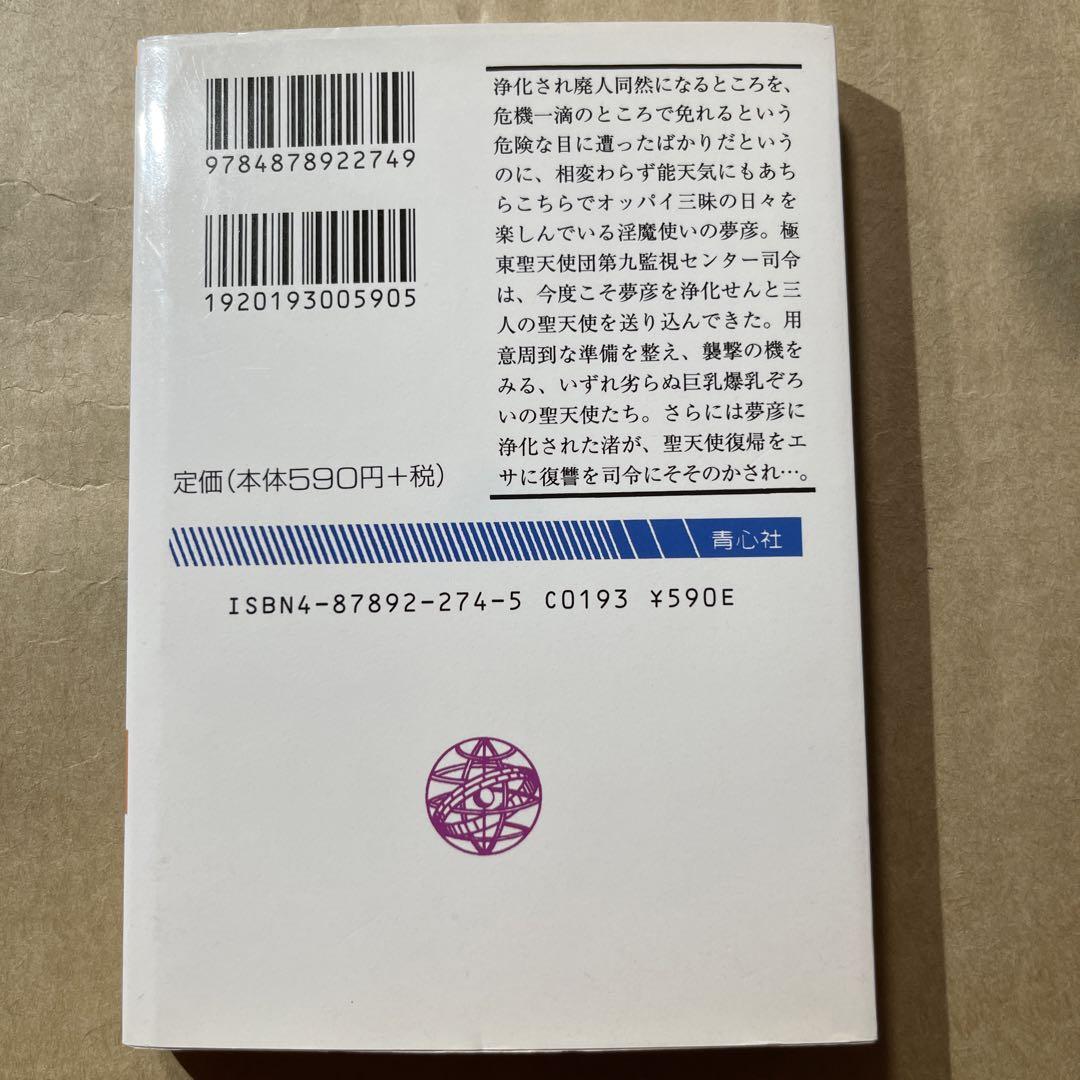 9784878922749
1920193005905
浄化され廃人同然になるところを、
危機一滴のところで免れるという
危険な目に遭ったばかりだという
のに、相変わらず能天気にもあち
らこちらでオッパイ三昧の日々を
楽しんでいる淫魔使いの夢彦。極
東聖天使団第九監視センター司令
は、今度こそ夢彦を浄化せんと三
人の聖天使を送り込んできた。用
意周到な準備を整え、襲撃の機を
みる、いずれ劣らぬ巨乳爆乳ぞろ
いの聖天使たち。さらには夢彦に
浄化された渚が、聖天使復帰をエ
サに復讐を司令にそそのかされ…。
定価(本体590円+税)
青心社
ISBN4-87892-274-5 C0193 ¥590E